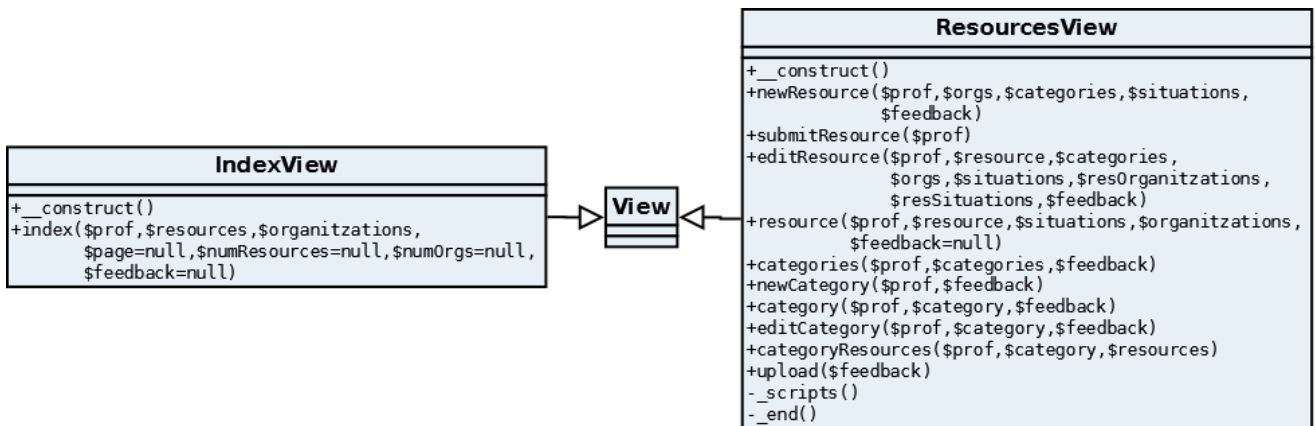 IndexView
+__construct()
+index($prof,$resources,$organitzations,
$page=null,$numResources=null,$numOrgs=null,
$feedback=null)
View
ResourcesView
+__construct()
+newResource($prof,$orgs,$categories,$situations,
$feedback)
+submitResource($prof)
+editResource($prof,$resource,$categories,
$orgs,$situations,$resOrganitzations,
$resSituations,$feedback)
+resource($prof,$resource,$situations,$organitzations,
$feedback=null)
+categories($prof,$categories,$feedback)
+newCategory($prof,$feedback)
+category($prof,$category,$feedback)
+editCategory($prof,$category,$feedback)
+categoryResources($prof,$category,$resources)
+upload($feedback)
-_scripts()
-_end()